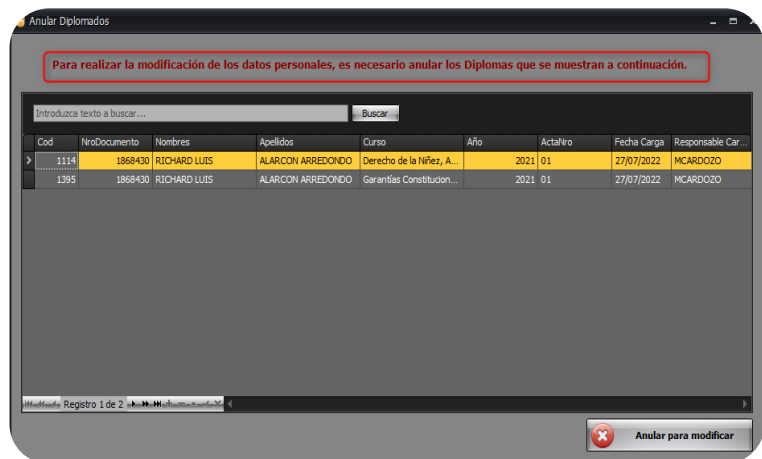 Anular Diplomados
Para realizar la modificación de los datos personales, es necesario anular los Diplomas que se muestran a continuación.
Introduzca texto a buscar... Buscar
Cod NroDocumento Nombres Apellidos Curso Año ActaNro Fecha Carga Responsable Car...
1114 1868430 RICHARD LUIS ALARCON ARREDONDO Derecho de la Niñez, A... 2021 01 27/07/2022 MCARDOZO
1395 1868430 RICHARD LUIS ALARCON ARREDONDO Garantías Constitucion... 2021 01 27/07/2022 MCARDOZO
Registro 1 de 2
Anular para modificar